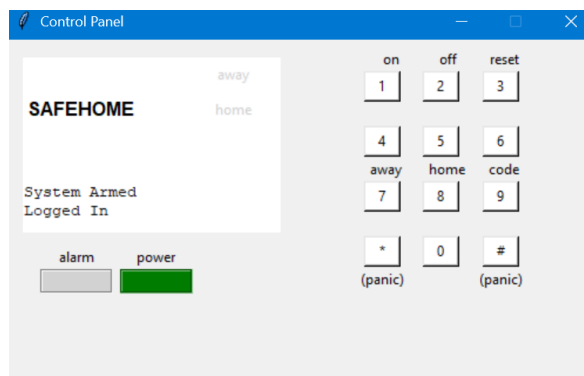 Control Panel
away
SAFEHOME
home
System Armed
Logged In
alarm power
on off reset
1 2 3
4 5 6
away home code
7 8 9
* 0 #
(panic) (panic)